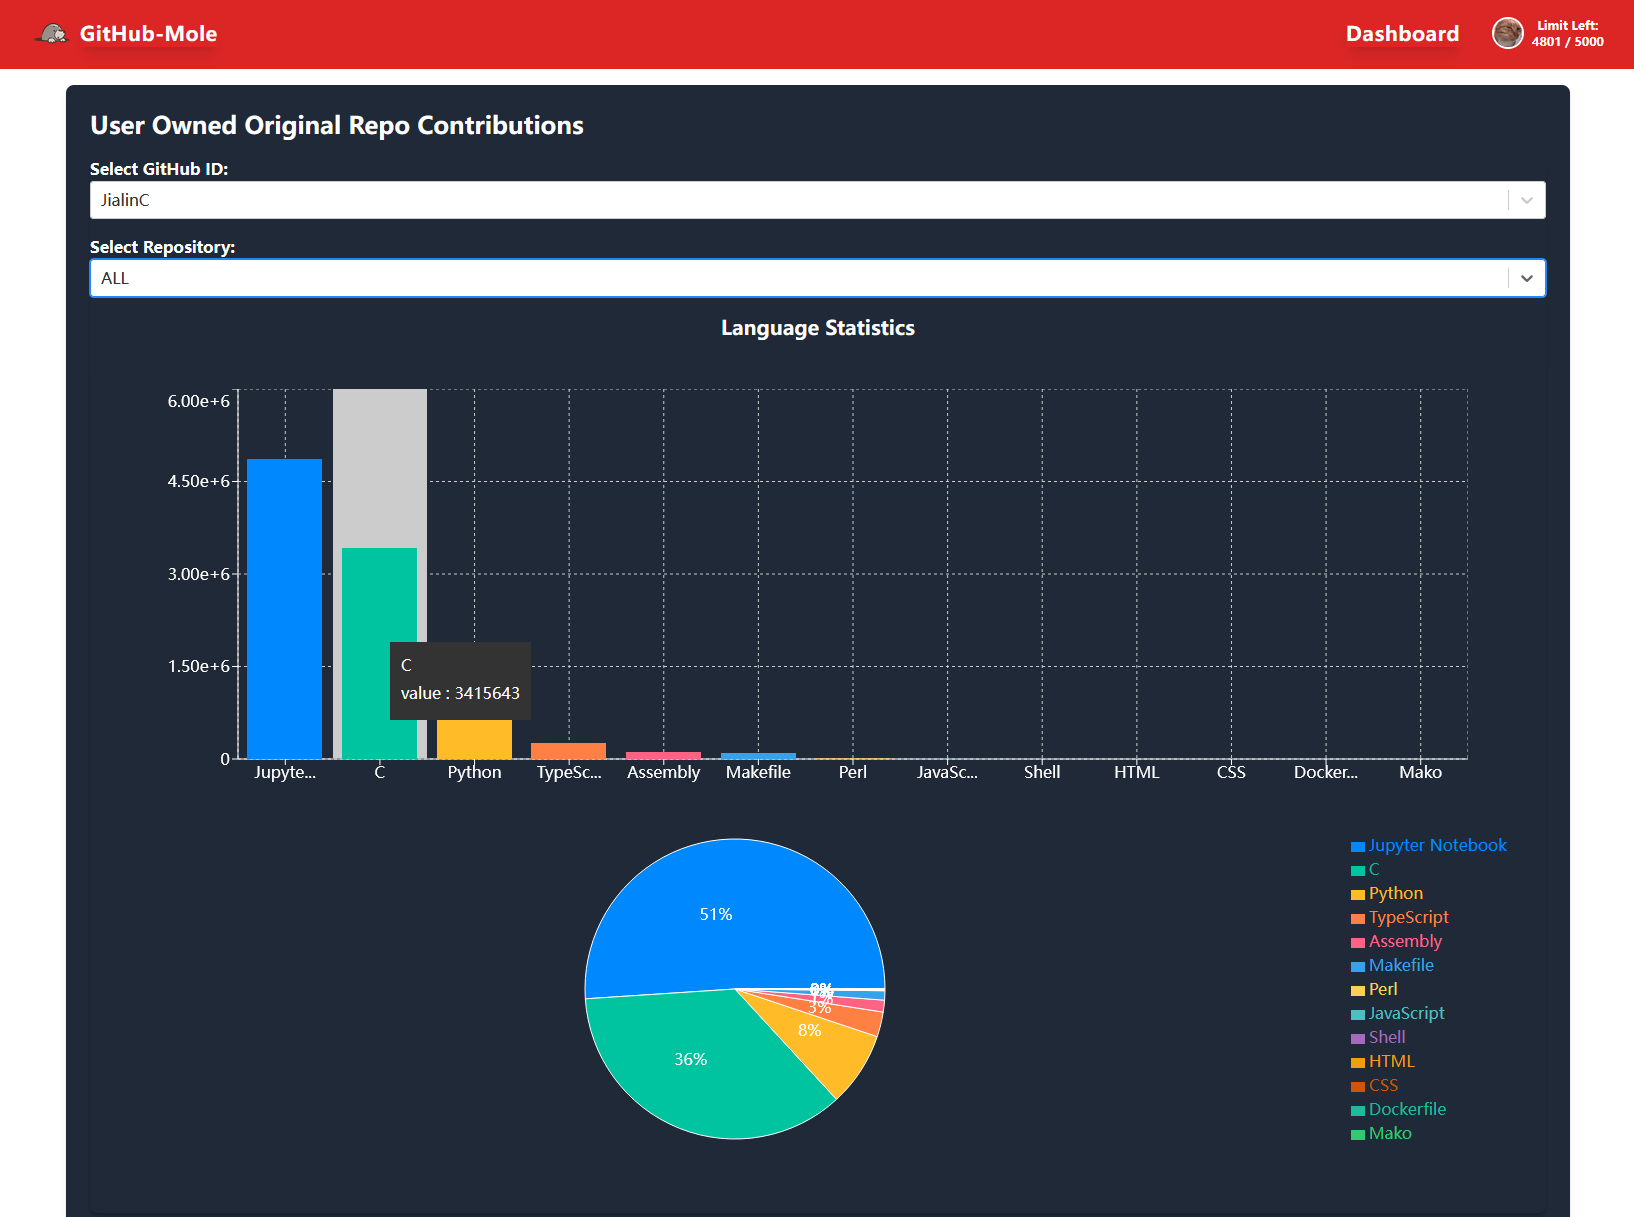 GitHub-Mole
Dashboard
Limit Left:
4801 / 5000
User Owned Original Repo Contributions
Select GitHub ID:
JialinC
Select Repository:
ALL
Language Statistics
6.00e+6
4.50e+6
3.00e+6
1.50e+6
0
C
value : 3415643
Jupyte... C Python TypeSc... Assembly Makefile Perl JavaSc... Shell HTML CSS Docker... Mako
51%
36%
8%
3%
1%
Jupyter Notebook
C
Python
TypeScript
Assembly
Makefile
Perl
JavaScript
Shell
HTML
CSS
Dockerfile
Mako